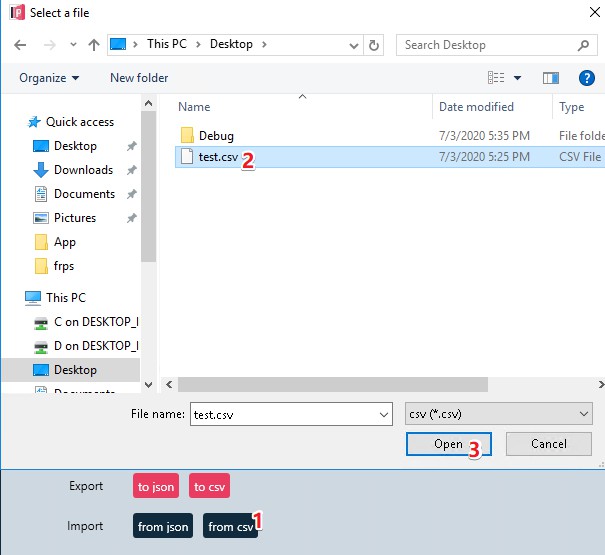 Select a file
This PC > Desktop >
Search Desktop
Organize
New folder
Name
Date modified
Type
Quick access
Desktop
Downloads
Documents
Pictures
App
frps
This PC
C on DESKTOP_
D on DESKTOP_
Desktop
Documents
Debug 7/3/2020 5:35 PM File folde
test.csv 2 7/3/2020 5:25 PM CSV File
File name: test.csv csv (*.csv)
Open 3 Cancel
Export to json to csv
Import from json from csv 1